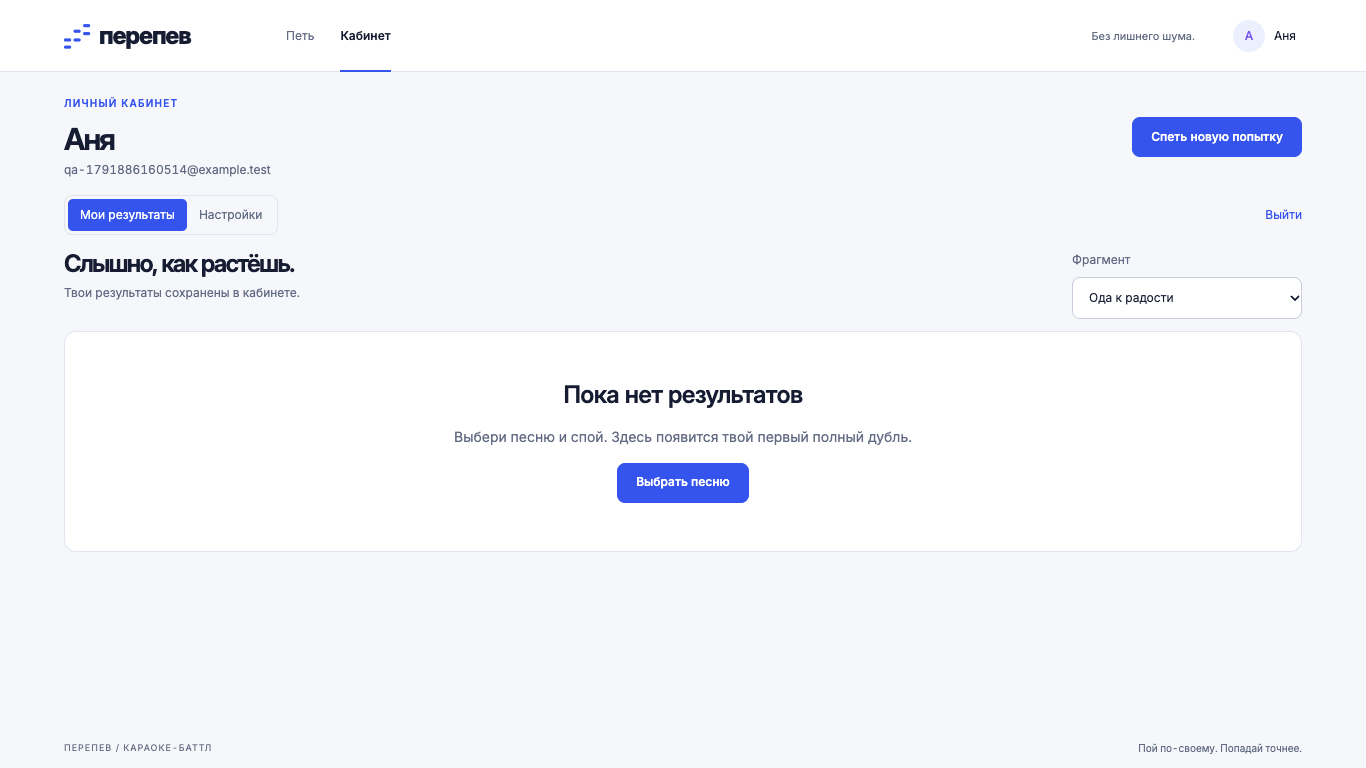 перепев
Петь
Кабинет
Без лишнего шума.
А
Аня
ЛИЧНЫЙ КАБИНЕТ
Аня
qa-1791886160514@example.test
Спеть новую попытку
Мои результаты
Настройки
Выйти
Слышно, как растёшь.
Твои результаты сохранены в кабинете.
Фрагмент
Ода к радости
Пока нет результатов
Выбери песню и спой. Здесь появится твой первый полный дубль.
Выбрать песню
ПЕРЕПЕВ / КАРАОКЕ-БАТТЛ
Пой по-своему. Попадай точнее.